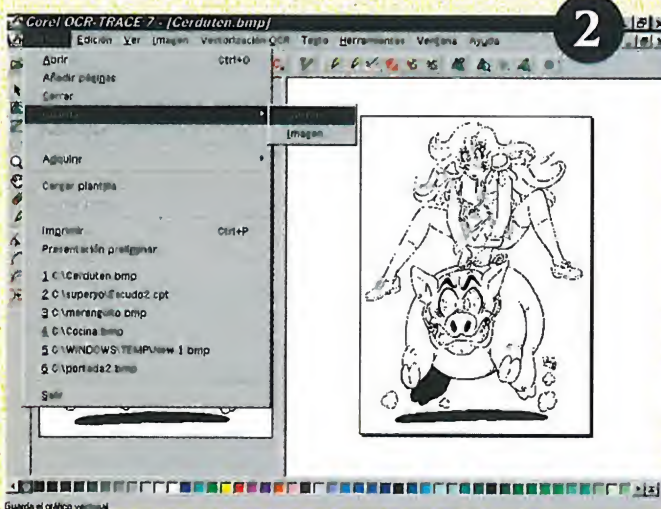 Corel OCR-TRACE 7 - [Cerduten.bmp]
2
Edición Ver Imagen Vectorización OCR Texto Herramientas Ventana Ayuda
Abrir Ctrl+O
Añadir páginas
Cerrar
Guardar
Imagen
Adquirir
Cargar plantilla
Imprimir Ctrl+P
Presentación preliminar
1 C:\Cerduten.bmp
2 C:\superyo\Escudo2.cpt
3 C:\merenguito.bmp
4 C:\Cocina.bmp
5 C:\WINDOWS\TEMP\new-1.bmp
6 C:\portada2.bmp
Salir
Guarda el gráfico vectorial